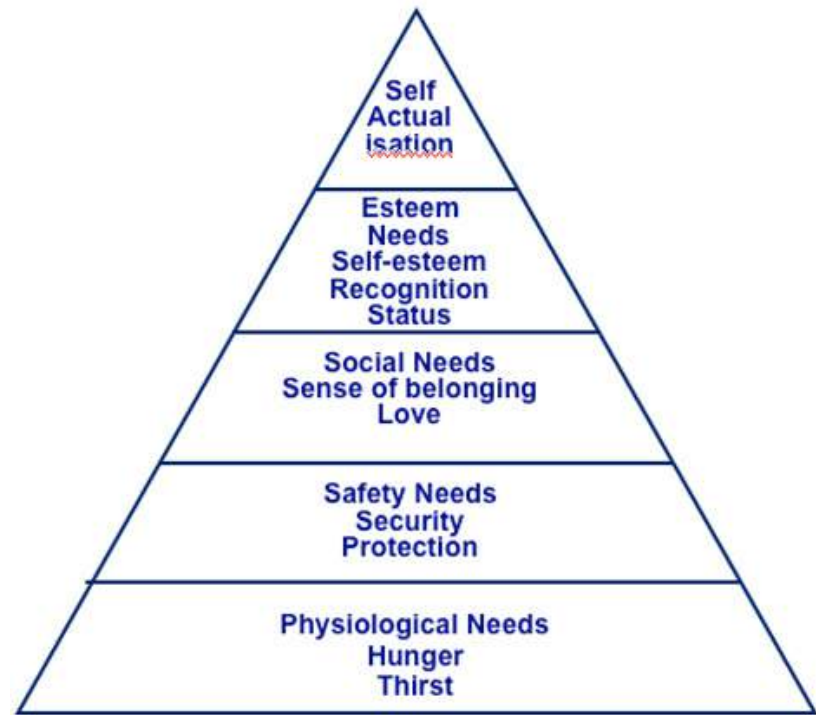 Self
Actual
isation
Esteem
Needs
Self-esteem
Recognition
Status
Social Needs
Sense of belonging
Love
Safety Needs
Security
Protection
Physiological Needs
Hunger
Thirst